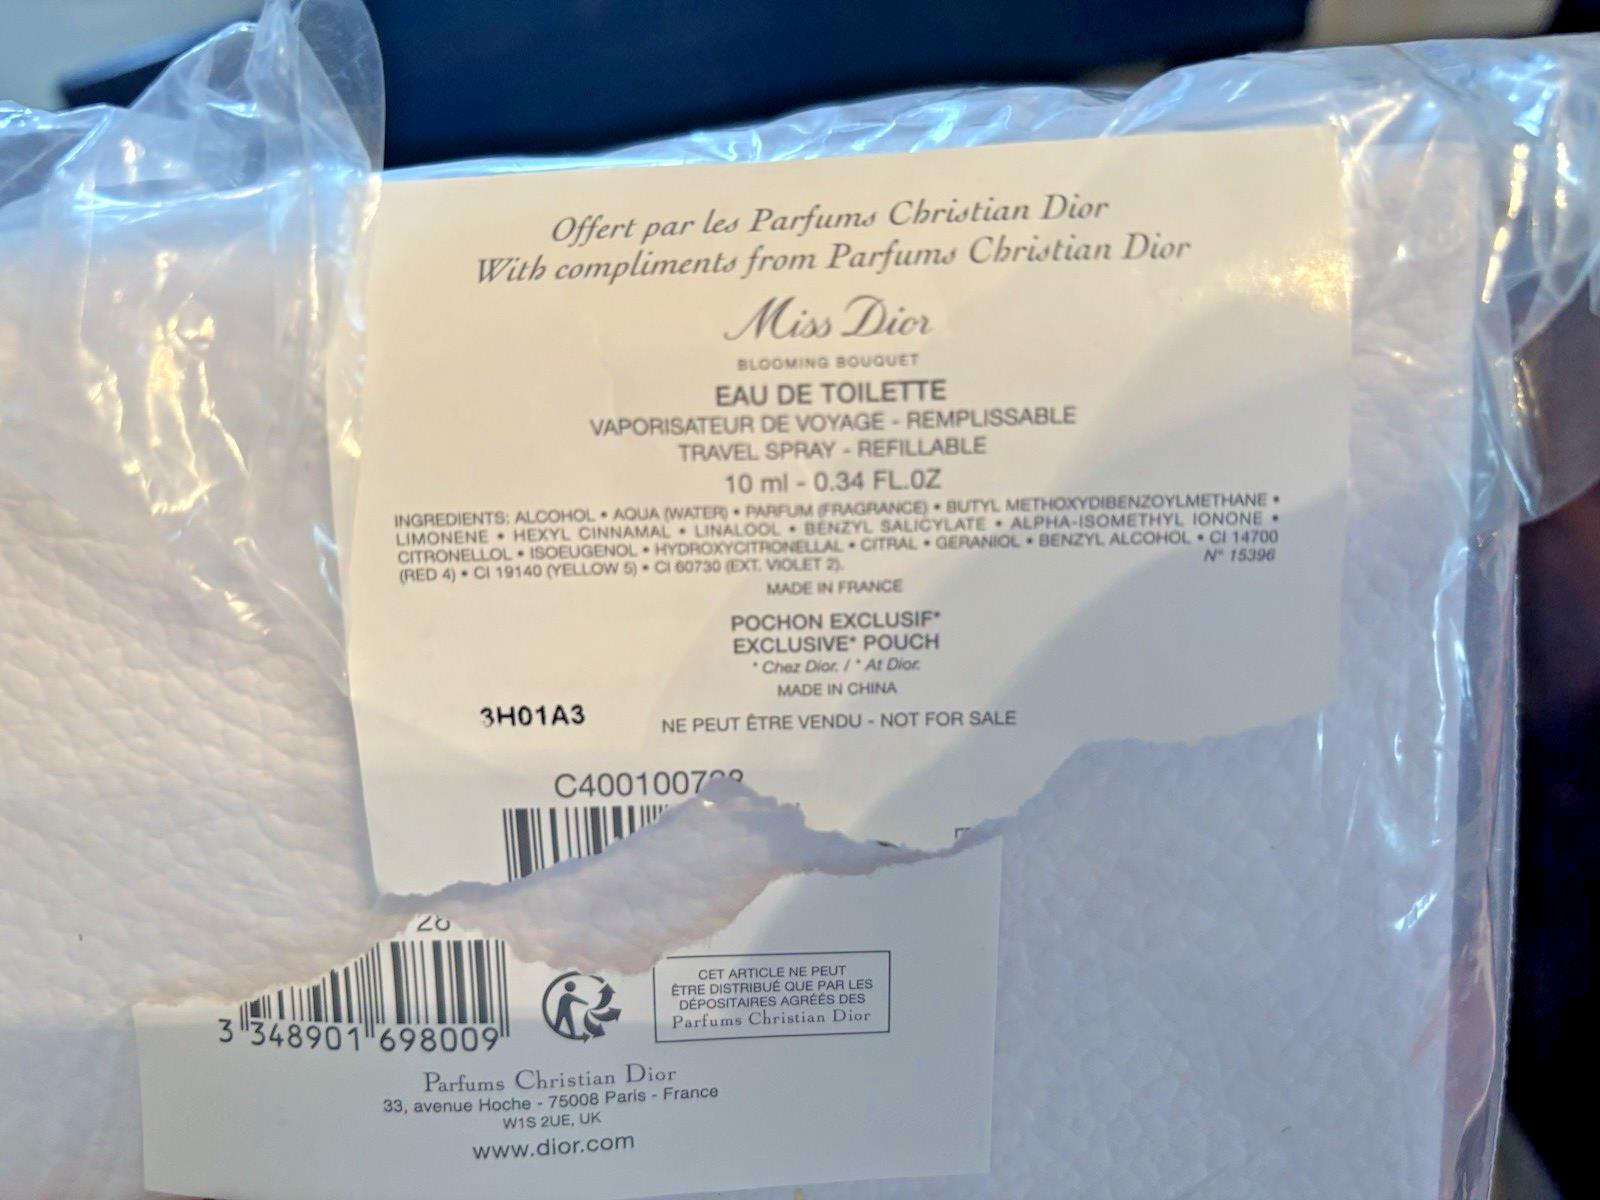 Offert par les Parfums Christian Dior
With compliments from Parfums Christian Dior
Miss Dior
BLOOMING BOUQUET
EAU DE TOILETTE
VAPORISATEUR DE VOYAGE - REMPLISSABLE
TRAVEL SPRAY - REFILLABLE
10 ml - 0.34 FL.OZ
INGREDIENTS: ALCOHOL • AQUA (WATER) • PARFUM (FRAGRANCE) • BUTYL METHOXYDIBENZOYLMETHANE •
LIMONENE • HEXYL CINNAMAL • LINALOOL • BENZYL SALICYLATE • ALPHA-ISOMETHYL IONONE •
CITRONELLOL • ISOEUGENOL • HYDROXYCITRONELLAL • CITRAL • GERANIOL • BENZYL ALCOHOL • CI 14700
(RED 4) • CI 19140 (YELLOW 5) • CI 60730 (EXT. VIOLET 2). N° 15396
MADE IN FRANCE
POCHON EXCLUSIF*
EXCLUSIVE* POUCH
* Chez Dior. / * At Dior.
MADE IN CHINA
3H01A3
NE PEUT ÊTRE VENDU - NOT FOR SALE
28
3 348901 698009
CET ARTICLE NE PEUT
ÊTRE DISTRIBUÉ QUE PAR LES
DÉPOSITAIRES AGRÉÉS DES
Parfums Christian Dior
Parfums Christian Dior
33, avenue Hoche - 75008 Paris - France
W1S 2UE, UK
www.dior.com